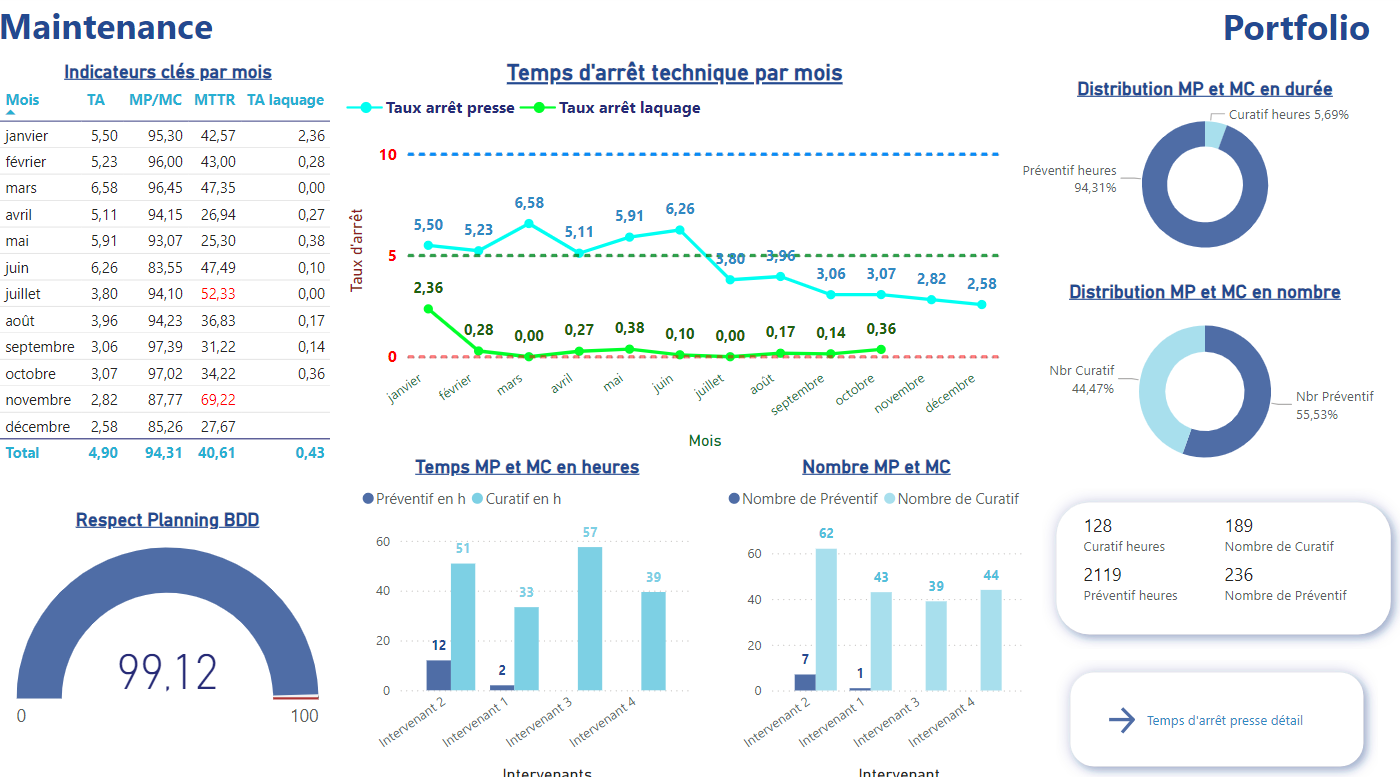 Maintenance
Portfolio
Indicateurs clés par mois
Mois TA MP/MC MTTR TA laquage
janvier 5,50 95,30 42,57 2,36
février 5,23 96,00 43,00 0,28
mars 6,58 96,45 47,35 0,00
avril 5,11 94,15 26,94 0,27
mai 5,91 93,07 25,30 0,38
juin 6,26 83,55 47,49 0,10
juillet 3,80 94,10 52,33 0,00
août 3,96 94,23 36,83 0,17
septembre 3,06 97,39 31,22 0,14
octobre 3,07 97,02 34,22 0,36
novembre 2,82 87,77 69,22
décembre 2,58 85,26 27,67
Total 4,90 94,31 40,61 0,43
Respect Planning BDD
99,12
0 100
Temps d'arrêt technique par mois
Taux arrêt presse Taux arrêt laquage
Taux d'arrêt
10
5
0
5,50 5,23 6,58 5,11 5,91 6,26 3,80 3,96 3,06 3,07 2,82 2,58
2,36 0,28 0,00 0,27 0,38 0,10 0,00 0,17 0,14 0,36
janvier février mars avril mai juin juillet août septembre octobre novembre décembre
Mois
Temps MP et MC en heures
Préventif en h Curatif en h
60
40
20
0
12 51 2 33 57 39
Intervenant 2 Intervenant 1 Intervenant 3 Intervenant 4
Intervenants
Nombre MP et MC
Nombre de Préventif Nombre de Curatif
60
40
20
0
7 62 1 43 39 44
Intervenant 2 Intervenant 1 Intervenant 3 Intervenant 4
Intervenant
Distribution MP et MC en durée
Curatif heures 5,69%
Préventif heures
94,31%
Distribution MP et MC en nombre
Nbr Curatif
44,47%
Nbr Préventif
55,53%
128 189
Curatif heures Nombre de Curatif
2119 236
Préventif heures Nombre de Préventif
Temps d'arrêt presse détail